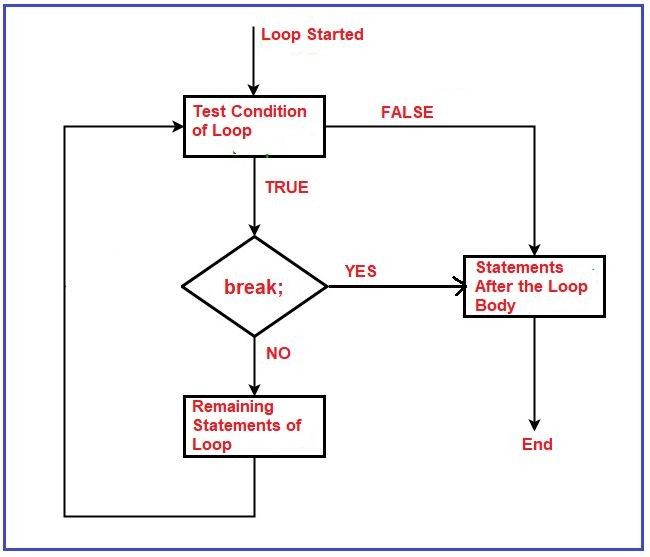 Loop Started
Test Condition
of Loop
FALSE
TRUE
break;
YES
Statements
After the Loop
Body
NO
Remaining
Statements of
Loop
End